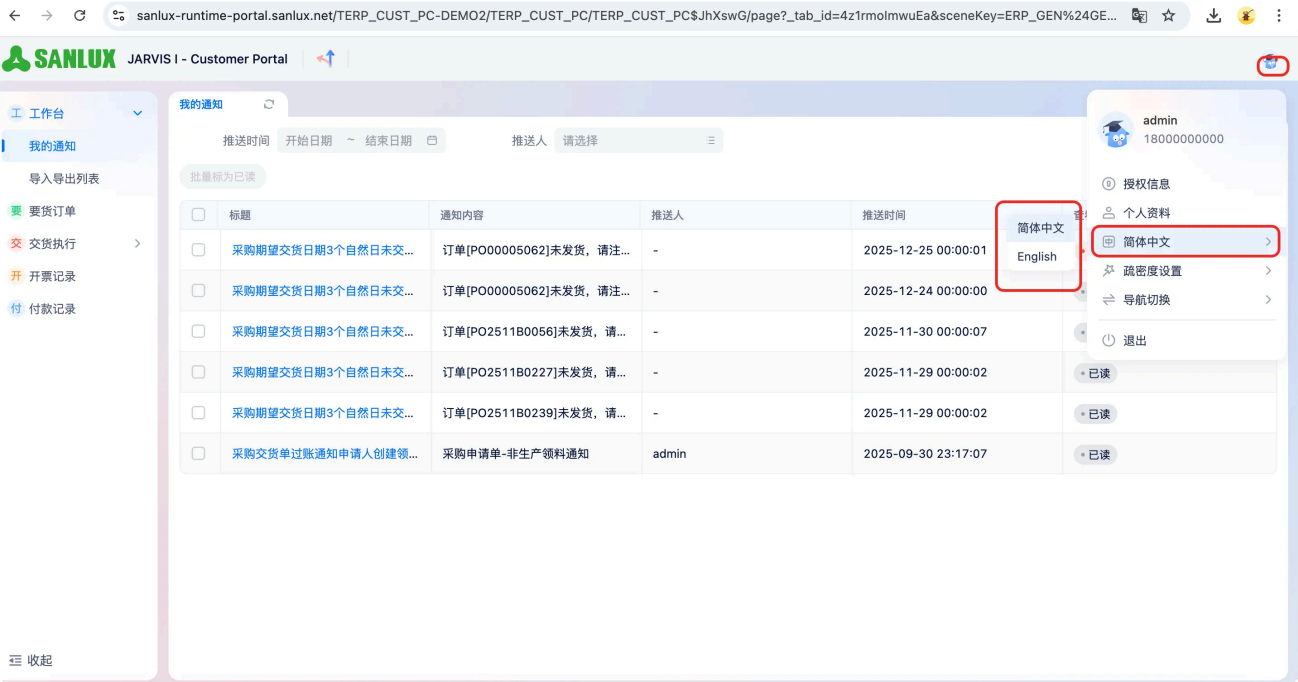 sanlux-runtime-portal.sanlux.net/TERP_CUST_PC-DEMO2/TERP_CUST_PC/TERP_CUST_PC$JhXswG/page?_tab_id=4z1rmoImwuEa&sceneKey=ERP_GEN%24GE...
SANLUX JARVIS I - Customer Portal
工 工作台
我的通知
导入导出列表
要 要货订单
交 交货执行
开 开票记录
付 付款记录
收起
我的通知
推送时间 开始日期 ~ 结束日期 推送人 请选择
批量标为已读
标题 通知内容 推送人 推送时间
采购期望交货日期3个自然日未交... 订单[PO00005062]未发货，请注... - 2025-12-25 00:00:01
采购期望交货日期3个自然日未交... 订单[PO00005062]未发货，请注... - 2025-12-24 00:00:00
采购期望交货日期3个自然日未交... 订单[PO2511B0056]未发货，请... - 2025-11-30 00:00:07
采购期望交货日期3个自然日未交... 订单[PO2511B0227]未发货，请... - 2025-11-29 00:00:02 已读
采购期望交货日期3个自然日未交... 订单[PO2511B0239]未发货，请... - 2025-11-29 00:00:02 已读
采购交货单过账通知申请人创建领... 采购申请单-非生产领料通知 admin 2025-09-30 23:17:07 已读
简体中文
English
admin
18000000000
授权信息
个人资料
中 简体中文
疏密度设置
导航切换
退出